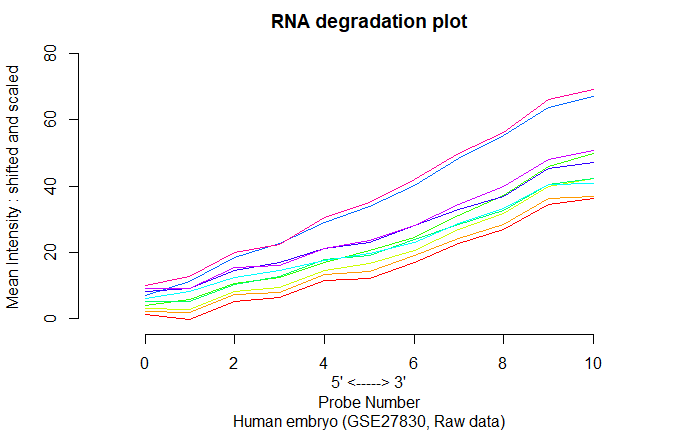 RNA degradation plot
Mean Intensity : shifted and scaled
80
60
40
20
0
0 2 4 6 8 10
5' <-----> 3'
Probe Number
Human embryo (GSE27830, Raw data)